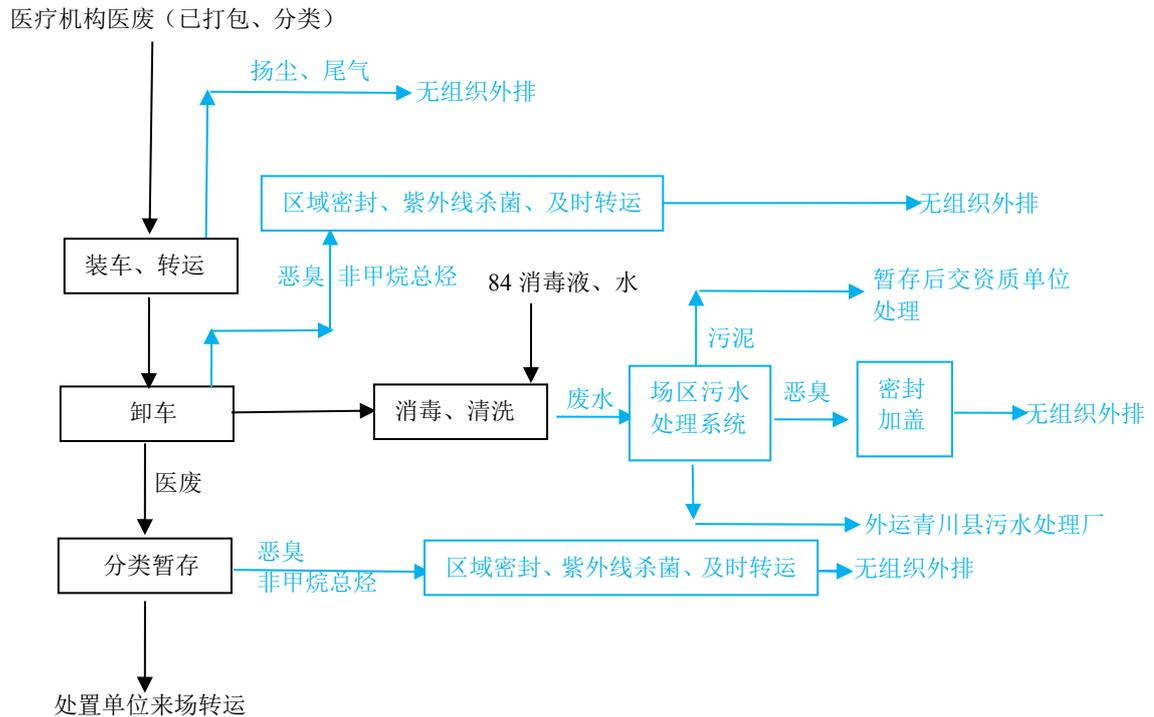 医疗机构医废（已打包、分类）
扬尘、尾气
无组织外排
区域密封、紫外线杀菌、及时转运
无组织外排
装车、转运
恶臭
非甲烷总烃
84 消毒液、水
暂存后交资质单位
处理
污泥
卸车
消毒、清洗
废水
场区污水
处理系统
恶臭
密封
加盖
无组织外排
医废
外运青川县污水处理厂
分类暂存
恶臭
非甲烷总烃
区域密封、紫外线杀菌、及时转运
无组织外排
处置单位来场转运